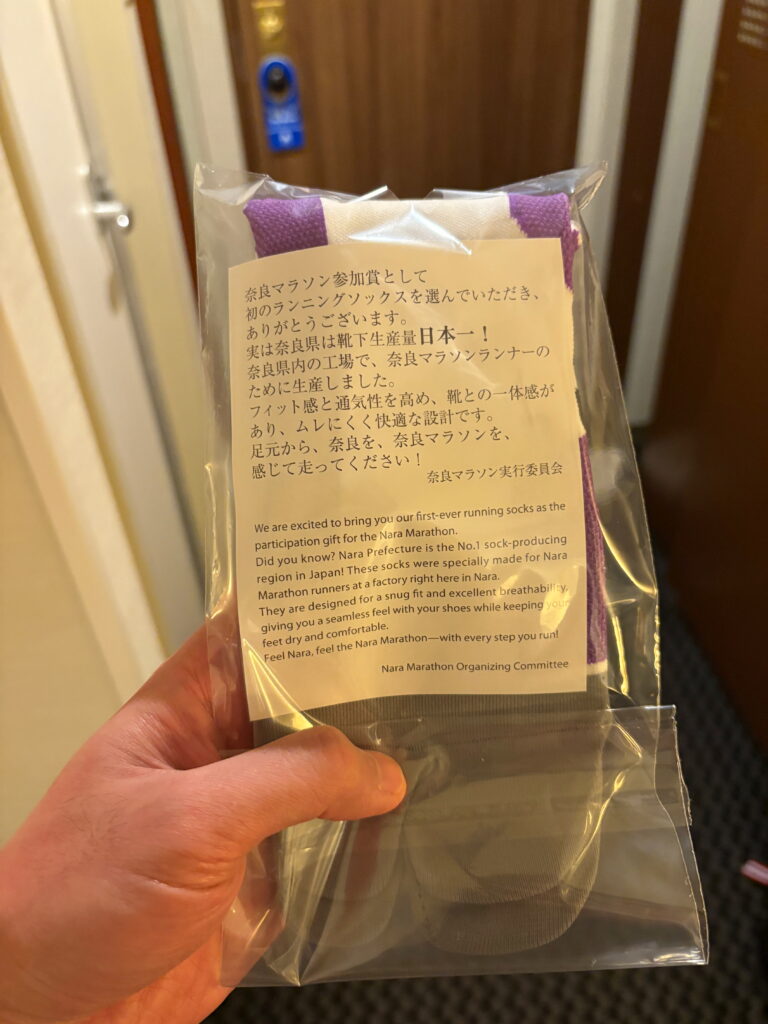 奈良マラソン参加賞として
初のランニングソックスを選んでいただき、
ありがとうございます。
実は奈良県は靴下生産量日本一！
奈良県内の工場で、奈良マラソンランナーの
ために生産しました。
フィット感と通気性を高め、靴との一体感が
あり、ムレにくく快適な設計です。
足元から、奈良を、奈良マラソンを、
感じて走ってください！
奈良マラソン実行委員会
We are excited to bring you our first-ever running socks as the
participation gift for the Nara Marathon.
Did you know? Nara Prefecture is the No.1 sock-producing
region in Japan! These socks were specially made for Nara
Marathon runners at a factory right here in Nara.
They are designed for a snug fit and excellent breathability,
giving you a seamless feel with your shoes while keeping your
feet dry and comfortable.
Feel Nara, feel the Nara Marathon—with every step you run!
Nara Marathon Organizing Committee